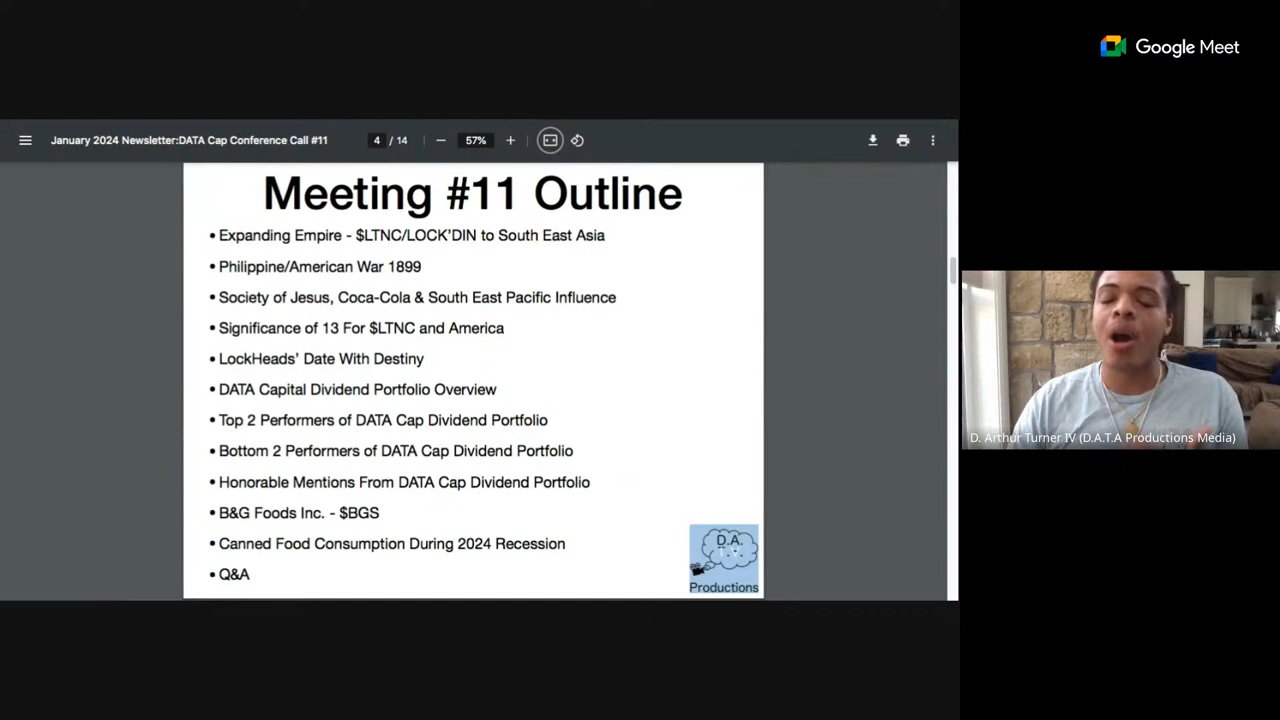 Google Meet
January 2024 Newsletter:DATA Cap Conference Call #11
4 / 14
57%
Meeting #11 Outline
• Expanding Empire - $LTNC/LOCK'DIN to South East Asia
• Philippine/American War 1899
• Society of Jesus, Coca-Cola & South East Pacific Influence
• Significance of 13 For $LTNC and America
• LockHeads' Date With Destiny
• DATA Capital Dividend Portfolio Overview
• Top 2 Performers of DATA Cap Dividend Portfolio
• Bottom 2 Performers of DATA Cap Dividend Portfolio
• Honorable Mentions From DATA Cap Dividend Portfolio
• B&G Foods Inc. - $BGS
• Canned Food Consumption During 2024 Recession
• Q&A
D.A.
T.V.
Productions
D. Arthur Turner IV (D.A.T.A Productions Media)